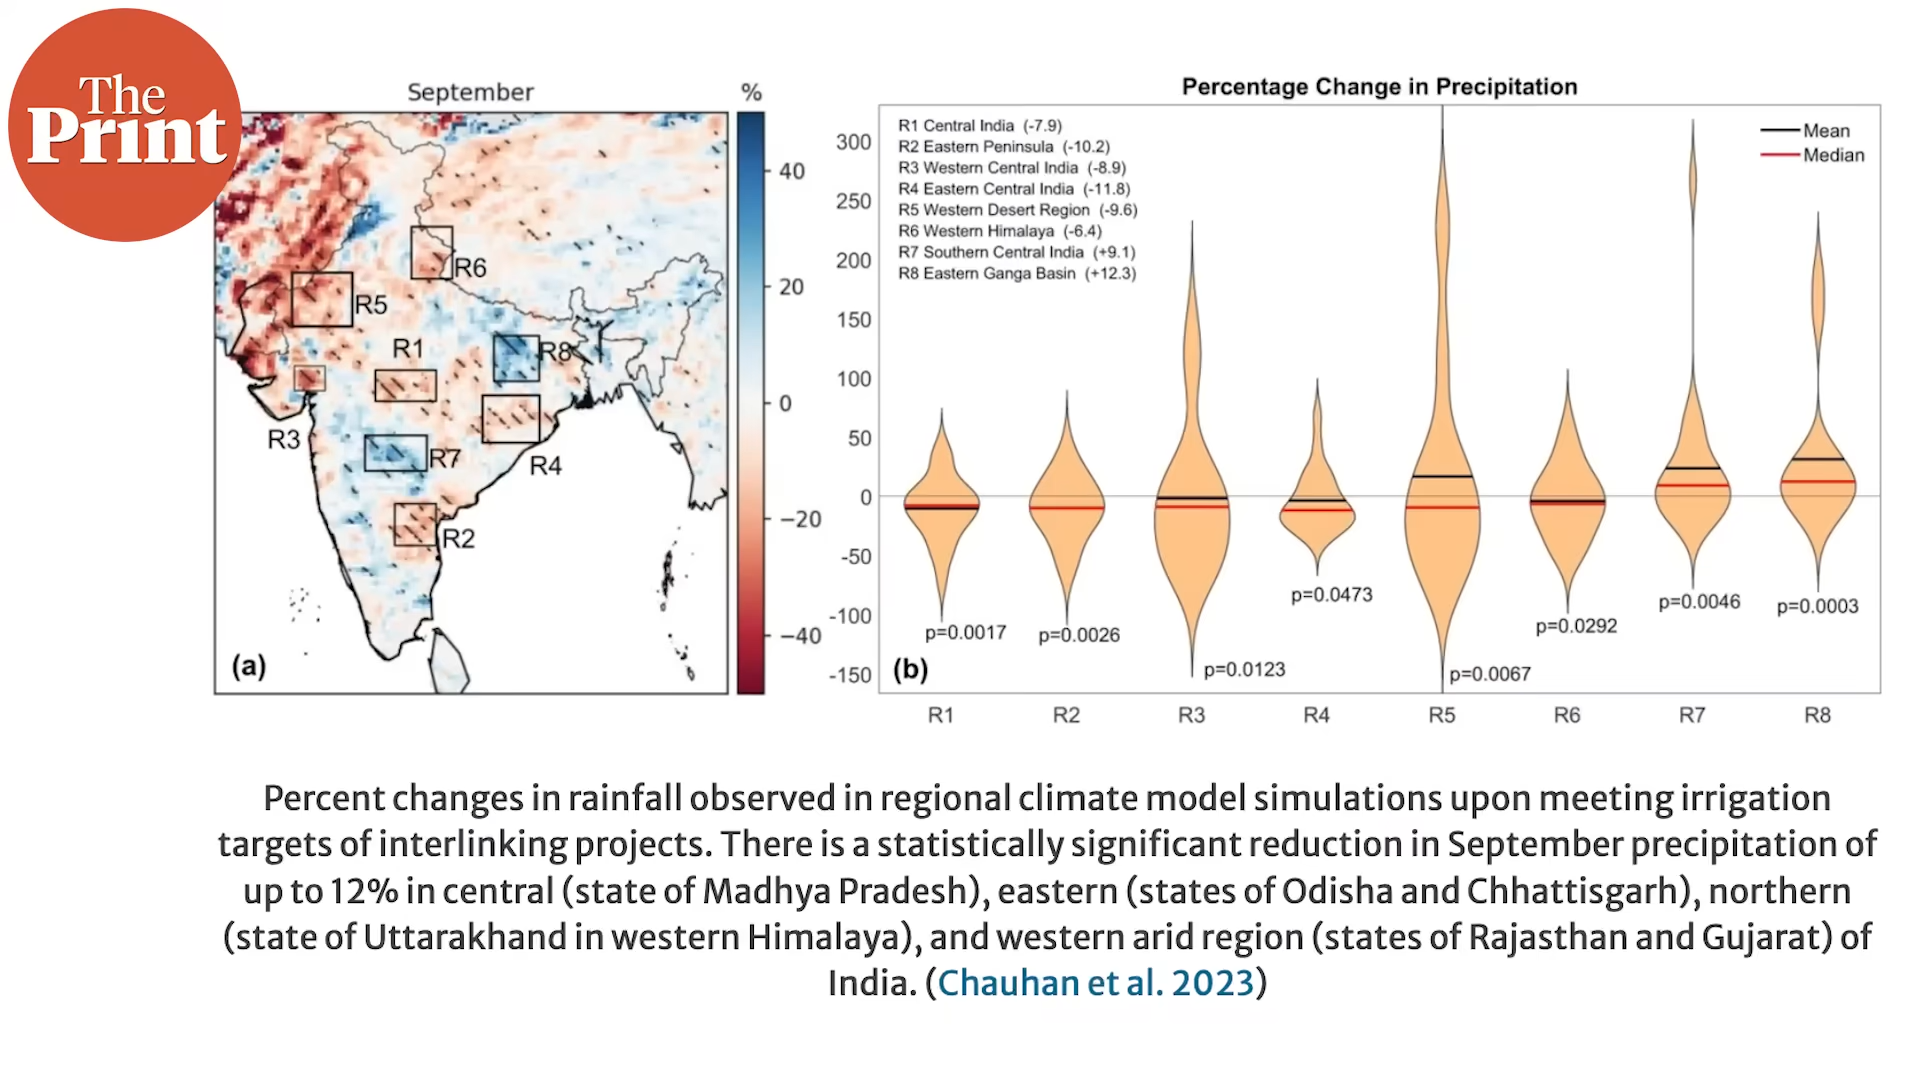 The
Print
September
%
40
20
0
−20
−40
R6
R5
R1
R8
R3
R7
R4
R2
(a)
Percentage Change in Precipitation
300
250
200
150
100
50
0
-50
-100
-150
R1 Central India (-7.9)
R2 Eastern Peninsula (-10.2)
R3 Western Central India (-8.9)
R4 Eastern Central India (-11.8)
R5 Western Desert Region (-9.6)
R6 Western Himalaya (-6.4)
R7 Southern Central India (+9.1)
R8 Eastern Ganga Basin (+12.3)
Mean
Median
p=0.0017
p=0.0026
p=0.0123
p=0.0473
p=0.0067
p=0.0292
p=0.0046
p=0.0003
(b)
R1 R2 R3 R4 R5 R6 R7 R8
Percent changes in rainfall observed in regional climate model simulations upon meeting irrigation
targets of interlinking projects. There is a statistically significant reduction in September precipitation of
up to 12% in central (state of Madhya Pradesh), eastern (states of Odisha and Chhattisgarh), northern
(state of Uttarakhand in western Himalaya), and western arid region (states of Rajasthan and Gujarat) of
India. (Chauhan et al. 2023)